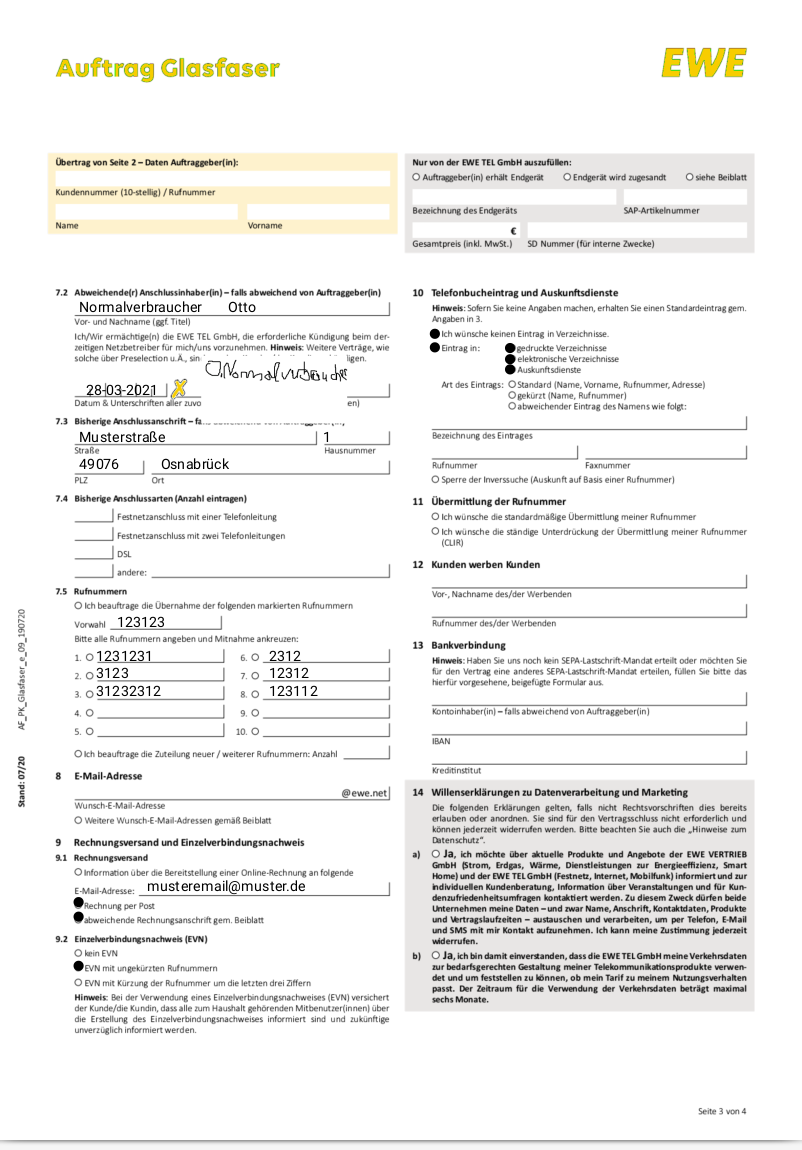 Auftrag Glasfaser
EWE
Übertrag von Seite 2 – Daten Auftraggeber(in):
Kundennummer (10-stellig) / Rufnummer
Name Vorname
Nur von der EWE TEL GmbH auszufüllen:
Auftraggeber(in) erhält Endgerät Endgerät wird zugesandt siehe Beiblatt
Bezeichnung des Endgeräts SAP-Artikelnummer
€
Gesamtpreis (inkl. MwSt.) SD Nummer (für interne Zwecke)
7.2 Abweichende(r) Anschlussinhaber(in) – falls abweichend von Auftraggeber(in)
Normalverbraucher Otto
Vor- und Nachname (ggf. Titel)
Ich/Wir ermächtige(n) die EWE TEL GmbH, die erforderliche Kündigung beim der-
zeitigen Netzbetreiber für mich/uns vorzunehmen. Hinweis: Weitere Verträge, wie
solche über Preselection u.Ä., sin ligen.
O.Normalverbraucher
28-03-2021 X
Datum & Unterschriften aller zuvo en)
7.3 Bisherige Anschlussanschrift – fa
Musterstraße 1
Straße Hausnummer
49076 Osnabrück
PLZ Ort
7.4 Bisherige Anschlussarten (Anzahl eintragen)
Festnetzanschluss mit einer Telefonleitung
Festnetzanschluss mit zwei Telefonleitungen
DSL
andere:
7.5 Rufnummern
Ich beauftrage die Übernahme der folgenden markierten Rufnummern
Vorwahl 123123
Bitte alle Rufnummern angeben und Mitnahme ankreuzen:
1. 1231231 6. 2312
2. 3123 7. 12312
3. 31232312 8. 123112
4. 9.
5. 10.
Ich beauftrage die Zuteilung neuer / weiterer Rufnummern: Anzahl
8 E-Mail-Adresse
@ewe.net
Wunsch-E-Mail-Adresse
Weitere Wunsch-E-Mail-Adressen gemäß Beiblatt
9 Rechnungsversand und Einzelverbindungsnachweis
9.1 Rechnungsversand
Information über die Bereitstellung einer Online-Rechnung an folgende
E-Mail-Adresse: musteremail@muster.de
Rechnung per Post
abweichende Rechnungsanschrift gem. Beiblatt
9.2 Einzelverbindungsnachweis (EVN)
kein EVN
EVN mit ungekürzten Rufnummern
EVN mit Kürzung der Rufnummer um die letzten drei Ziffern
Hinweis: Bei der Verwendung eines Einzelverbindungsnachweises (EVN) versichert
der Kunde/die Kundin, dass alle zum Haushalt gehörenden Mitbenutzer(innen) über
die Erstellung des Einzelverbindungsnachweises informiert sind und zukünftige
unverzüglich informiert werden.
10 Telefonbucheintrag und Auskunftsdienste
Hinweis: Sofern Sie keine Angaben machen, erhalten Sie einen Standardeintrag gem.
Angaben in 3.
Ich wünsche keinen Eintrag in Verzeichnisse.
Eintrag in: gedruckte Verzeichnisse
elektronische Verzeichnisse
Auskunftsdienste
Art des Eintrags: Standard (Name, Vorname, Rufnummer, Adresse)
gekürzt (Name, Rufnummer)
abweichender Eintrag des Namens wie folgt:
Bezeichnung des Eintrages
Rufnummer Faxnummer
Sperre der Inverssuche (Auskunft auf Basis einer Rufnummer)
11 Übermittlung der Rufnummer
Ich wünsche die standardmäßige Übermittlung meiner Rufnummer
Ich wünsche die ständige Unterdrückung der Übermittlung meiner Rufnummer
(CLIR)
12 Kunden werben Kunden
Vor-, Nachname des/der Werbenden
Rufnummer des/der Werbenden
13 Bankverbindung
Hinweis: Haben Sie uns noch kein SEPA-Lastschrift-Mandat erteilt oder möchten Sie
für den Vertrag eine anderes SEPA-Lastschrift-Mandat erteilen, füllen Sie bitte das
hierfür vorgesehene, beigefügte Formular aus.
Kontoinhaber(in) – falls abweichend von Auftraggeber(in)
IBAN
Kreditinstitut
14 Willenserklärungen zu Datenverarbeitung und Marketing
Die folgenden Erklärungen gelten, falls nicht Rechtsvorschriften dies bereits
erlauben oder anordnen. Sie sind für den Vertragsschluss nicht erforderlich und
können jederzeit widerrufen werden. Bitte beachten Sie auch die „Hinweise zum
Datenschutz“.
a) Ja, ich möchte über aktuelle Produkte und Angebote der EWE VERTRIEB
GmbH (Strom, Erdgas, Wärme, Dienstleistungen zur Energieeffizienz, Smart
Home) und der EWE TEL GmbH (Festnetz, Internet, Mobilfunk) informiert und zur
individuellen Kundenberatung, Information über Veranstaltungen und für Kun-
denzufriedenheitsumfragen kontaktiert werden. Zu diesem Zweck dürfen beide
Unternehmen meine Daten – und zwar Name, Anschrift, Kontaktdaten, Produkte
und Vertragslaufzeiten – austauschen und verarbeiten, um per Telefon, E-Mail
und SMS mit mir Kontakt aufzunehmen. Ich kann meine Zustimmung jederzeit
widerrufen.
b) Ja, ich bin damit einverstanden, dass die EWE TEL GmbH meine Verkehrsdaten
zur bedarfsgerechten Gestaltung meiner Telekommunikationsprodukte verwen-
det und um feststellen zu können, ob mein Tarif zu meinem Nutzungsverhalten
passt. Der Zeitraum für die Verwendung der Verkehrsdaten beträgt maximal
sechs Monate.
Stand: 07/20 AF_PK_Glasfaser_e_09_190720
Seite 3 von 4